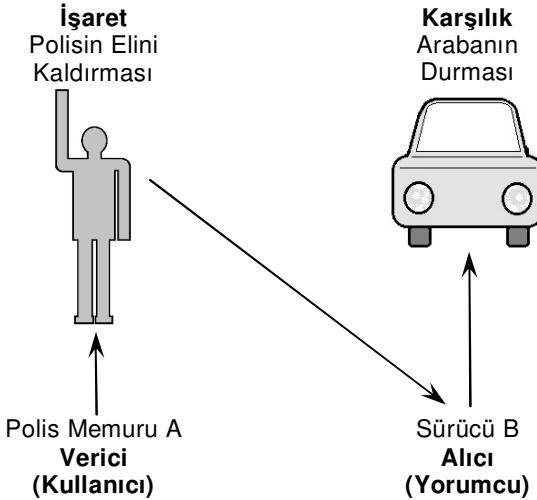 İşaret
Polisin Elini
Kaldırması
Karşılık
Arabanın
Durması
Polis Memuru A
Verici
(Kullanıcı)
Sürücü B
Alıcı
(Yorumcu)